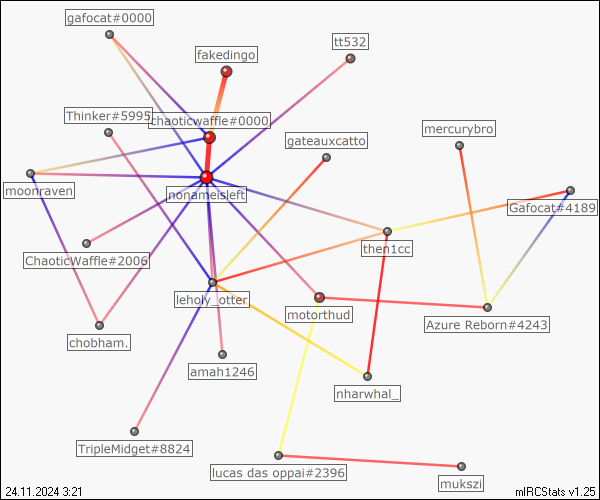 gafocat#0000
tt532
fakedingo
Thinker#5995
chaoticwaffle#0000
mercurybro
gateauxcatto
moonraven
nonameisleft
Gafocat#4189
then1cc
ChaoticWaffle#2006
leholy_otter
motorthud
Azure Reborn#4243
chobham.
amah1246
nharwhal_
TripleMidget#8824
lucas das oppai#2396
mukszi
24.11.2024 3:21
mIRCStats v1.25